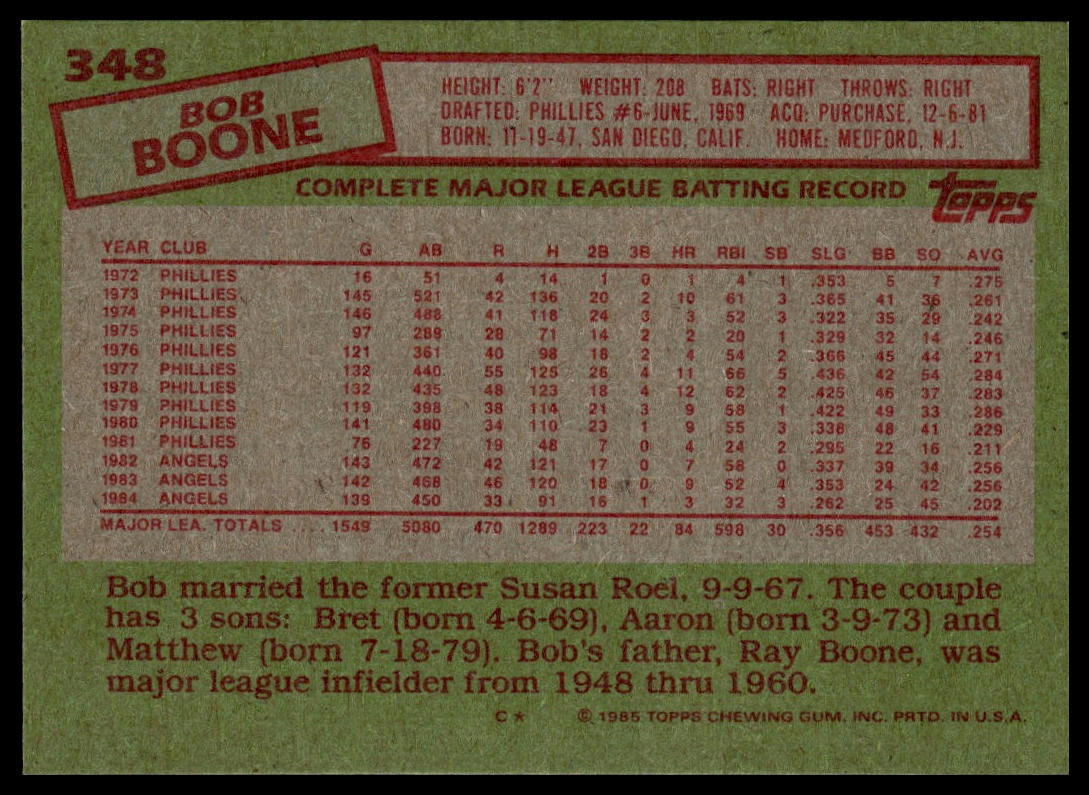 348
BOB
BOONE
HEIGHT: 6'2" WEIGHT: 208 BATS: RIGHT THROWS: RIGHT
DRAFTED: PHILLIES #6-JUNE, 1969 ACQ: PURCHASE, 12-6-81
BORN: 11-19-47, SAN DIEGO, CALIF. HOME: MEDFORD, N.J.
COMPLETE MAJOR LEAGUE BATTING RECORD
topps
YEAR CLUB G AB R H 2B 3B HR RBI SB SLG BB SO AVG
1972 PHILLIES 16 51 4 14 1 0 1 4 1 .353 5 7 .275
1973 PHILLIES 145 521 42 136 20 2 10 61 3 .365 41 36 .261
1974 PHILLIES 146 488 41 118 24 3 3 52 3 .322 35 29 .242
1975 PHILLIES 97 289 28 71 14 2 2 20 1 .329 32 14 .246
1976 PHILLIES 121 361 40 98 18 2 4 54 2 .366 45 44 .271
1977 PHILLIES 132 440 55 125 26 4 11 66 5 .436 42 54 .284
1978 PHILLIES 132 435 48 123 18 4 12 62 2 .425 46 37 .283
1979 PHILLIES 119 398 38 114 21 3 9 58 1 .422 49 33 .286
1980 PHILLIES 141 480 34 110 23 1 9 55 3 .338 48 41 .229
1981 PHILLIES 76 227 19 48 7 0 4 24 2 .295 22 16 .211
1982 ANGELS 143 472 42 121 17 0 7 58 0 .337 39 34 .256
1983 ANGELS 142 468 46 120 18 0 9 52 4 .353 24 42 .256
1984 ANGELS 139 450 33 91 16 1 3 32 3 .262 25 45 .202
MAJOR LEA. TOTALS ... 1549 5080 470 1289 223 22 84 598 30 .356 453 432 .254
Bob married the former Susan Roel, 9-9-67. The couple
has 3 sons: Bret (born 4-6-69), Aaron (born 3-9-73) and
Matthew (born 7-18-79). Bob's father, Ray Boone, was
major league infielder from 1948 thru 1960.
C * © 1985 TOPPS CHEWING GUM, INC. PRTD. IN U.S.A.